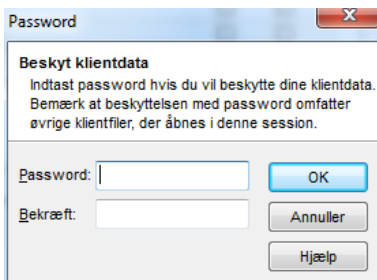 Password
Beskyt klientdata
Indtast password hvis du vil beskytte dine klientdata.
Bemærk at beskyttelsen med password omfatter
øvrige klientfiler, der åbnes i denne session.
Password:
OK
Bekræft:
Annuller
Hjælp